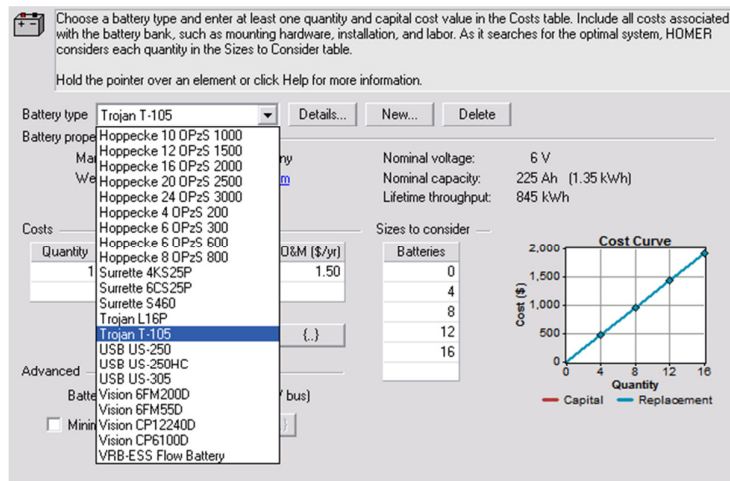 Choose a battery type and enter at least one quantity and capital cost value in the Costs table. Include all costs associated
with the battery bank, such as mounting hardware, installation, and labor. As it searches for the optimal system, HOMER
considers each quantity in the Sizes to Consider table.
Hold the pointer over an element or click Help for more information.
Battery type Trojan T-105 Details... New... Delete
Battery prope
Hoppecke 10 OPzS 1000
Hoppecke 12 OPzS 1500
Hoppecke 16 OPzS 2000
Hoppecke 20 OPzS 2500
Hoppecke 24 OPzS 3000
Hoppecke 4 OPzS 200
Hoppecke 6 OPzS 300
Hoppecke 6 OPzS 600
Hoppecke 8 OPzS 800
Surrette 4KS25P
Surrette 6CS25P
Surrette S460
Trojan L16P
Trojan T-105
USB US-250
USB US-250HC
USB US-305
Vision 6FM200D
Vision 6FM55D
Vision CP12240D
Vision CP6100D
VRB-ESS Flow Battery
Ma ny
We m
Nominal voltage: 6 V
Nominal capacity: 225 Ah (1.35 kWh)
Lifetime throughput: 845 kWh
Costs
Quantity O&M ($/yr)
1 1.50
{..}
Sizes to consider
Batteries
0
4
8
12
16
Cost Curve
2,000
1,500
1,000
500
0
Cost ($)
0 4 8 12 16
Quantity
Capital Replacement
Advanced
Batte bus)
Minin }